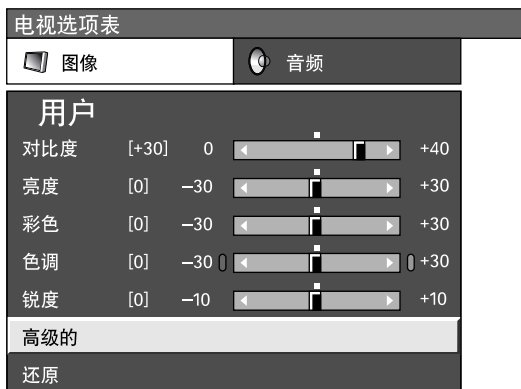 电视选项表
图像 音频
用户
对比度 [+30] 0 +40
亮度 [0] −30 +30
彩色 [0] −30 +30
色调 [0] −30 +30
锐度 [0] −10 +10
高级的
还原